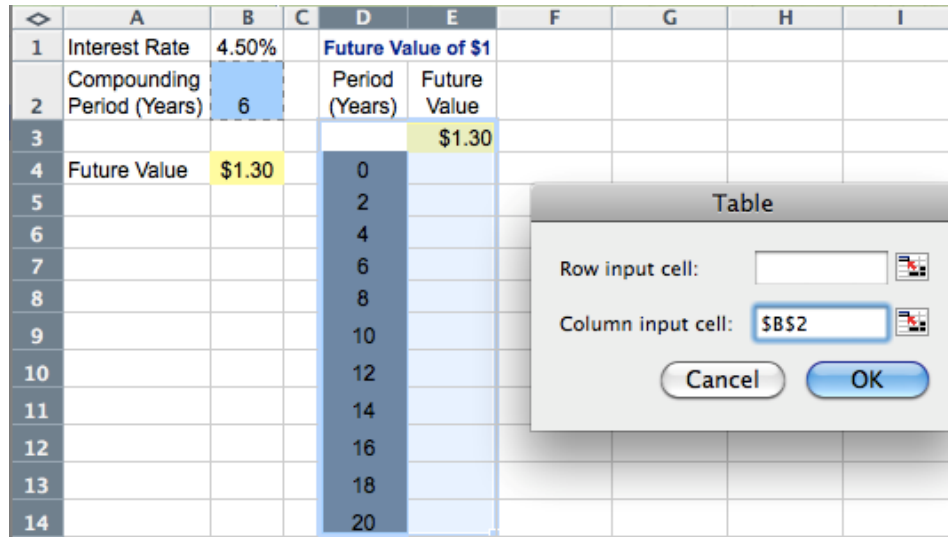 A B C D E F G H I
1 Interest Rate 4.50% Future Value of $1
Compounding Period Future
2 Period (Years) 6 (Years) Value
3 $1.30
4 Future Value $1.30 0
5 2
6 4
7 6
8 8
9 10
10 12
11 14
12 16
13 18
14 20
Table
Row input cell:
Column input cell: $B$2
Cancel OK